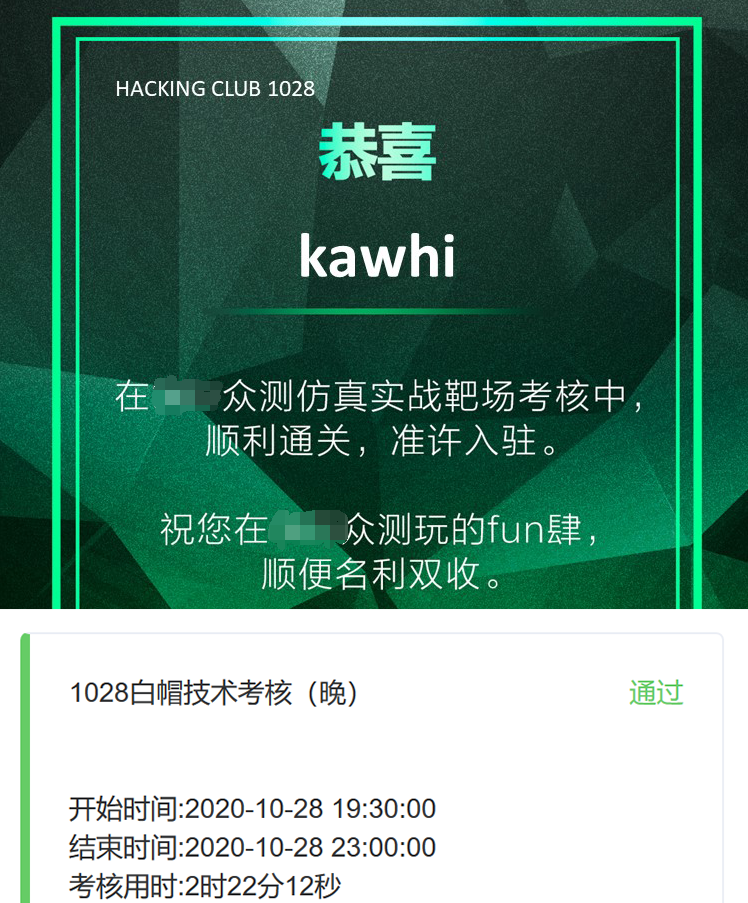 HACKING CLUB 1028
恭喜
kawhi
在众测仿真实战靶场考核中，
顺利通关，准许入驻。
祝您在众测玩的fun肆，
顺便名利双收。
1028白帽技术考核（晚）
通过
开始时间:2020-10-28 19:30:00
结束时间:2020-10-28 23:00:00
考核用时:2时22分12秒